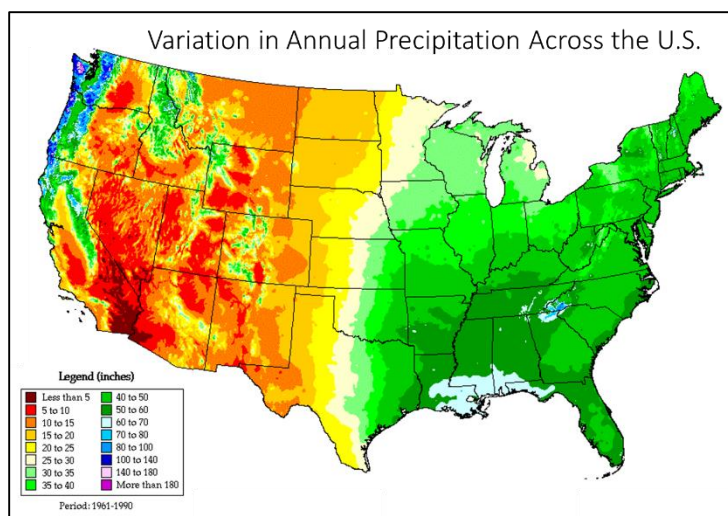 Variation in Annual Precipitation Across the U.S.
Legend (inches)
Less than 5
5 to 10
10 to 15
15 to 20
20 to 25
25 to 30
30 to 35
35 to 40
40 to 50
50 to 60
60 to 70
70 to 80
80 to 100
100 to 140
140 to 180
More than 180
Period: 1961-1990